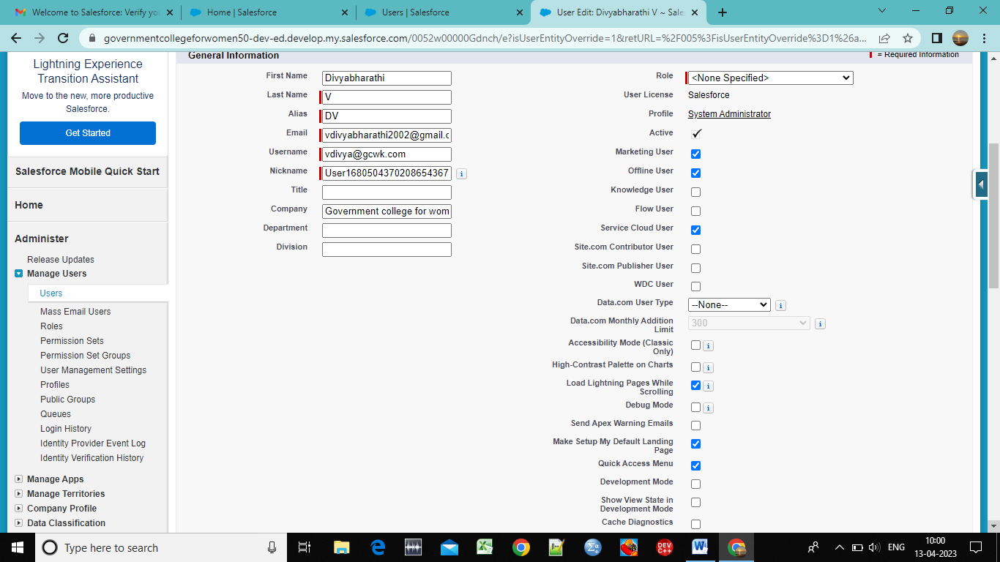 Welcome to Salesforce: Verify yo
Home | Salesforce
Users | Salesforce
User Edit: Divyabharathi V ~ Sale
governmentcollegeforwomen50-dev-ed.develop.my.salesforce.com/0052w00000Gdnch/e?isUserEntityOverride=1&retURL=%2F005%3FisUserEntityOverride%3D1%26a...
Lightning Experience
Transition Assistant
Move to the new, more productive
Salesforce.
Get Started
Salesforce Mobile Quick Start
Home
Administer
Release Updates
Manage Users
Users
Mass Email Users
Roles
Permission Sets
Permission Set Groups
User Management Settings
Profiles
Public Groups
Queues
Login History
Identity Provider Event Log
Identity Verification History
Manage Apps
Manage Territories
Company Profile
Data Classification
General Information
= Required Information
First Name Divyabharathi
Last Name V
Alias DV
Email vdivyabharathi2002@gmail.c
Username vdivya@gcwk.com
Nickname User1680504370208654367 i
Title
Company Government college for wom
Department
Division
Role <None Specified>
User License Salesforce
Profile System Administrator
Active
Marketing User
Offline User
Knowledge User
Flow User
Service Cloud User
Site.com Contributor User
Site.com Publisher User
WDC User
Data.com User Type --None-- i
Data.com Monthly Addition
Limit 300 i
Accessibility Mode (Classic
Only) i
High-Contrast Palette on Charts i
Load Lightning Pages While
Scrolling i
Debug Mode i
Send Apex Warning Emails
Make Setup My Default Landing
Page
Quick Access Menu
Development Mode
Show View State in
Development Mode
Cache Diagnostics
Type here to search
DEV
C++
ENG
10:00
13-04-2023